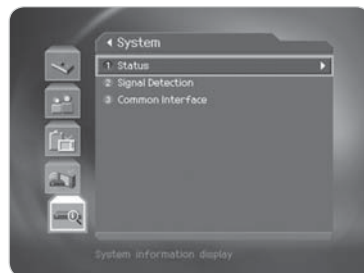 System
1 Status
2 Signal Detection
3 Common Interface
System information display